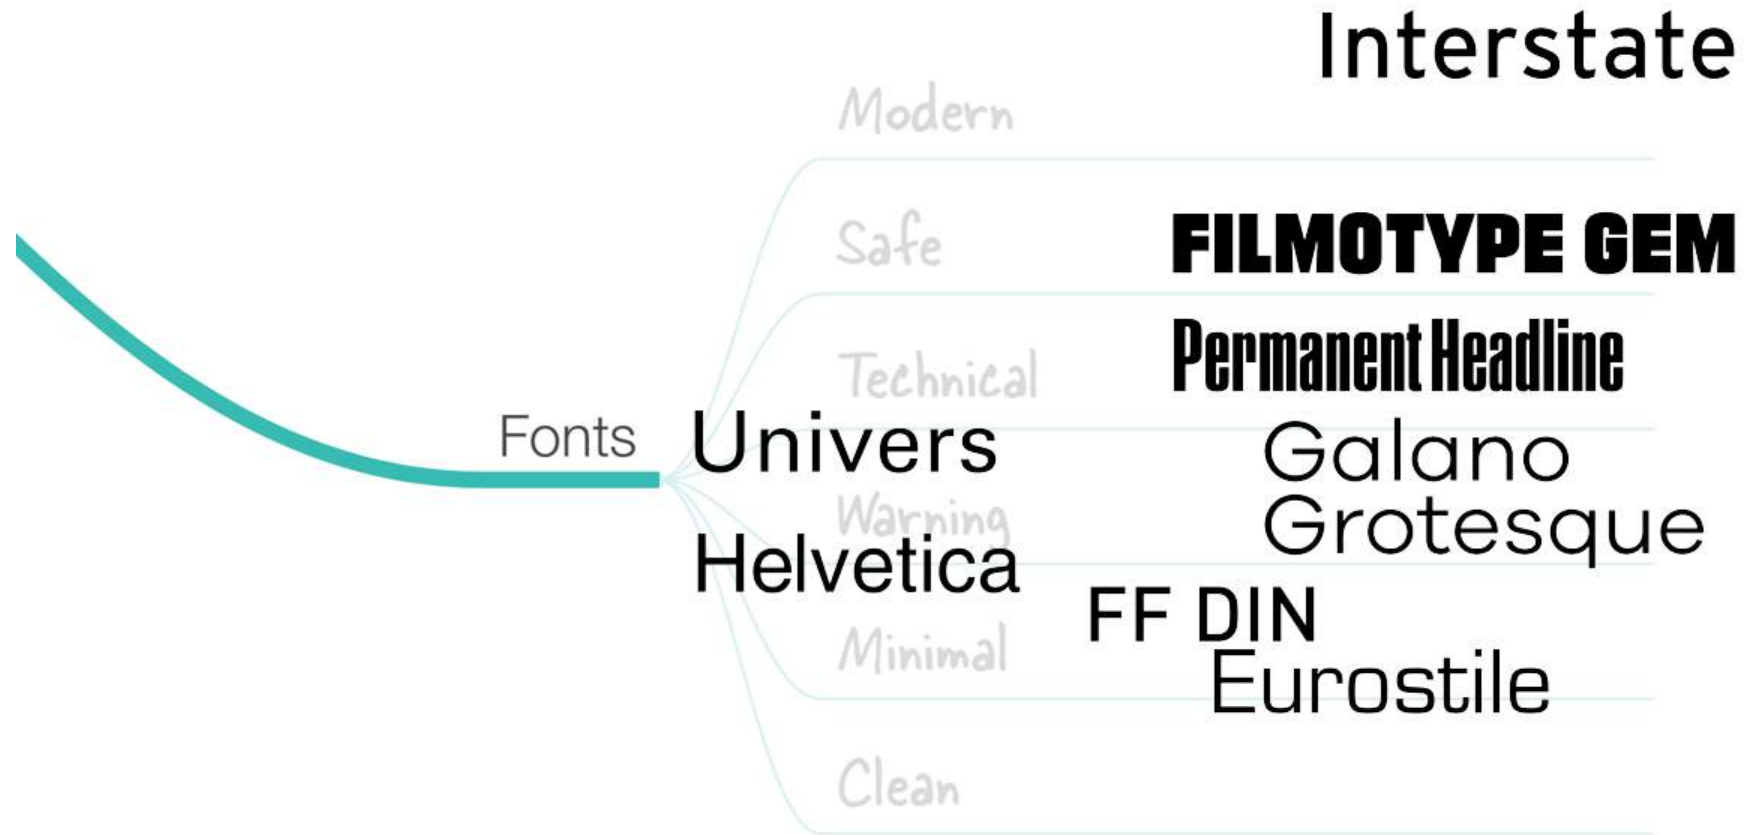 Interstate
Modern
Safe
FILMOTYPE GEM
Permanent Headline
Technical
Fonts
Univers
Galano
Grotesque
Warning
Helvetica
FF DIN
Minimal
Eurostile
Clean